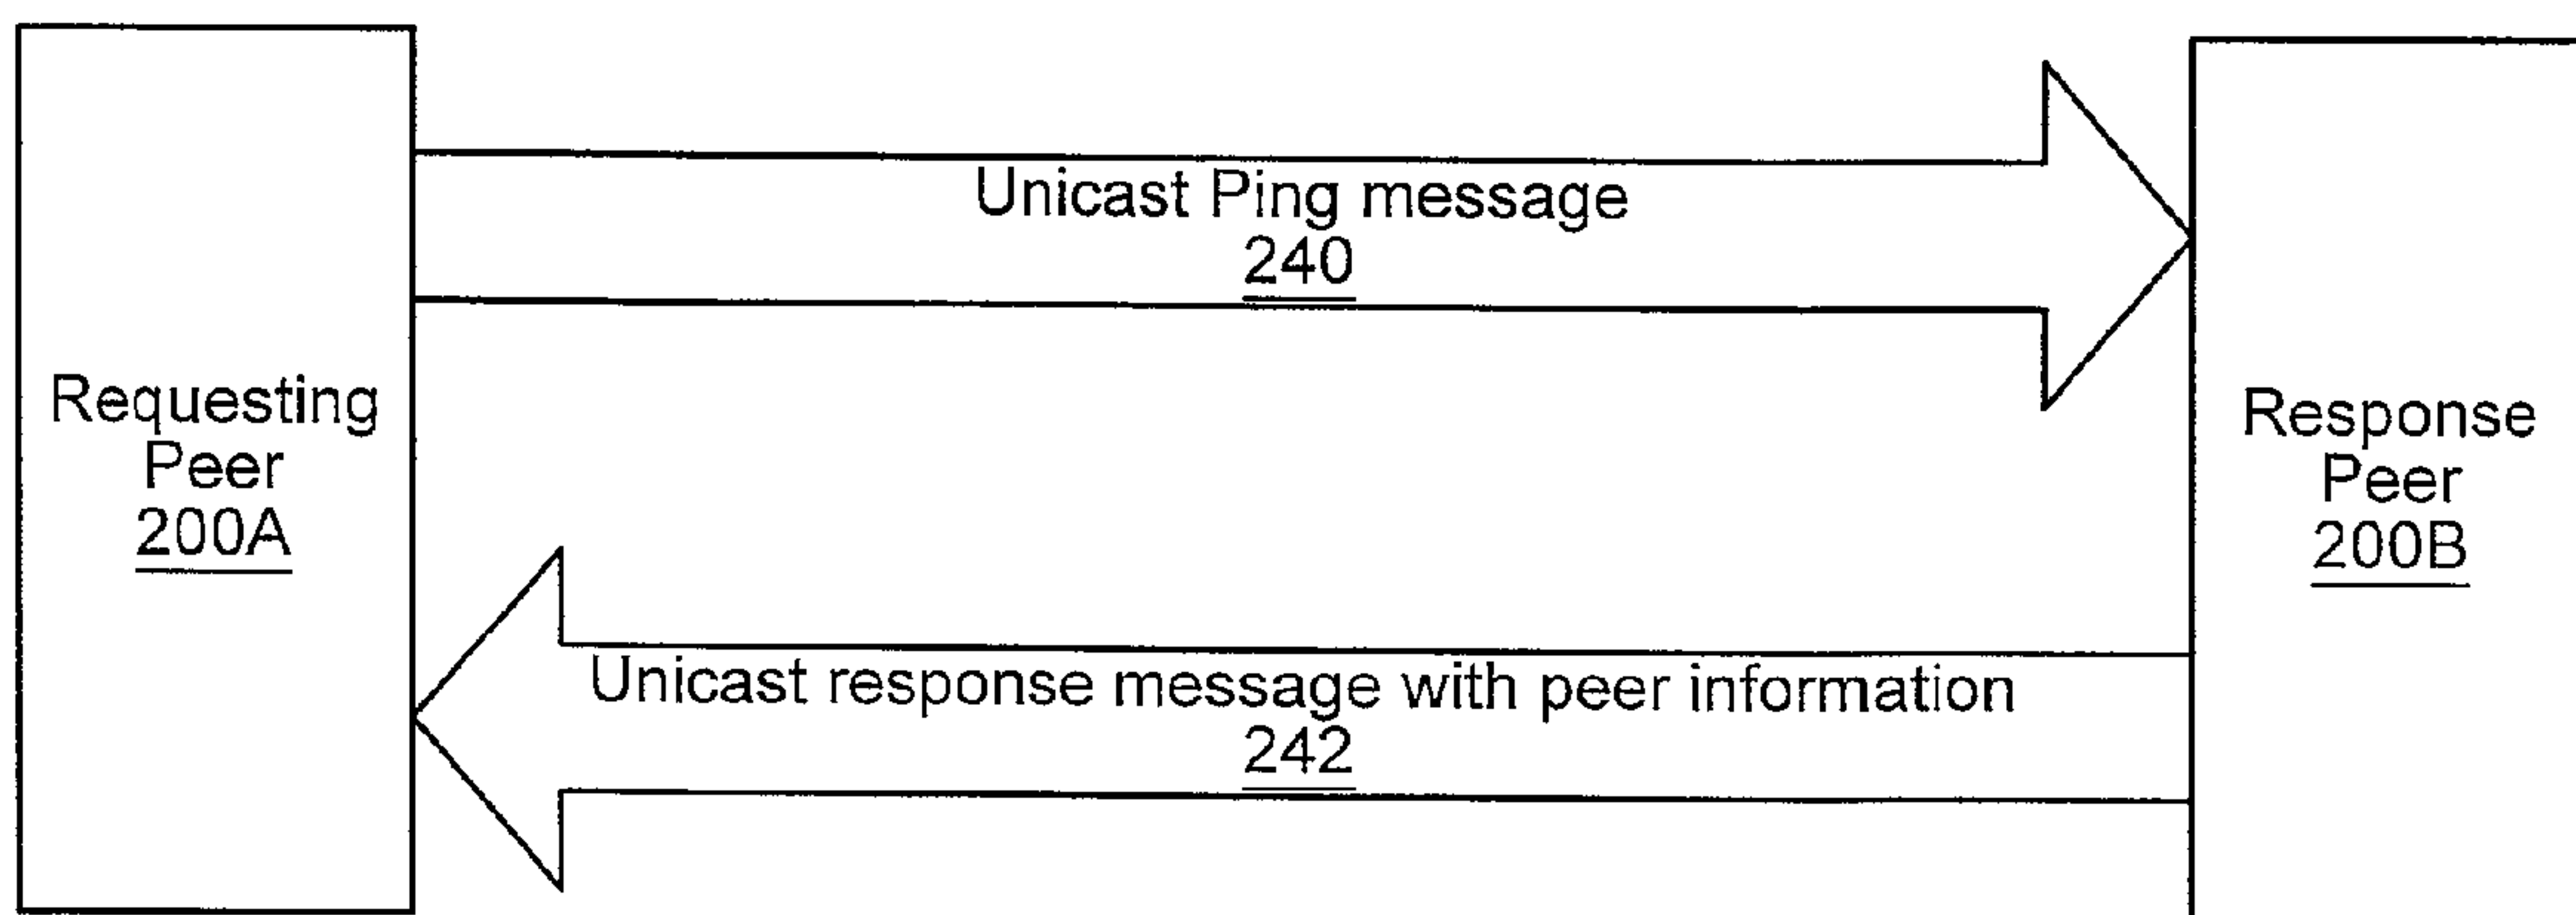 Unicast Ping message
240
Requesting
Peer
200A
Response
Peer
200B
Unicast response message with peer information
242